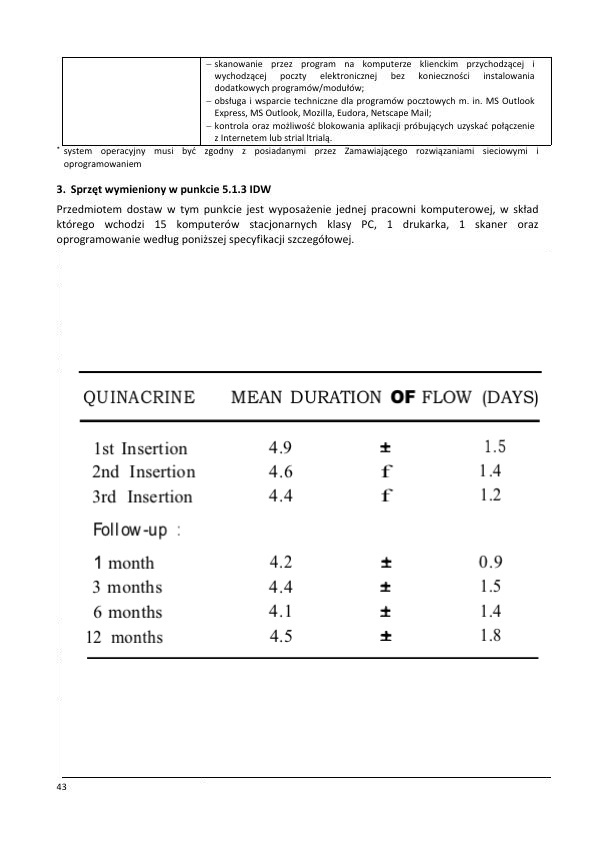 – skanowanie przez program na komputerze klienckim przychodzącej i
wychodzącej poczty elektronicznej bez konieczności instalowania
dodatkowych programów/modułów;
– obsługa i wsparcie techniczne dla programów pocztowych m. in. MS Outlook
Express, MS Outlook, Mozilla, Eudora, Netscape Mail;
– kontrola oraz możliwość blokowania aplikacji próbujących uzyskać połączenie
z Internetem lub strial ltrialą.
* system operacyjny musi być zgodny z posiadanymi przez Zamawiającego rozwiązaniami sieciowymi i
oprogramowaniem
3. Sprzęt wymieniony w punkcie 5.1.3 IDW
Przedmiotem dostaw w tym punkcie jest wyposażenie jednej pracowni komputerowej, w skład
którego wchodzi 15 komputerów stacjonarnych klasy PC, 1 drukarka, 1 skaner oraz
oprogramowanie według poniższej specyfikacji szczegółowej.
QUINACRINE MEAN DURATION OF FLOW (DAYS)
1st Insertion 4.9 ± 1.5
2nd Insertion 4.6 f 1.4
3rd Insertion 4.4 f 1.2
Follow-up :
1 month 4.2 ± 0.9
3 months 4.4 ± 1.5
6 months 4.1 ± 1.4
12 months 4.5 ± 1.8
43